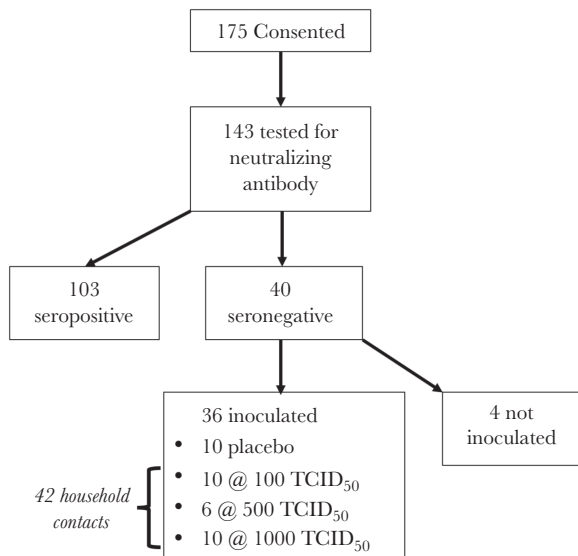 175 Consented
143 tested for
neutralizing
antibody
103
seropositive
40
seronegative
36 inoculated
• 10 placebo
• 10 @ 100 TCID₅₀
• 6 @ 500 TCID₅₀
• 10 @ 1000 TCID₅₀
4 not
inoculated
42 household
contacts